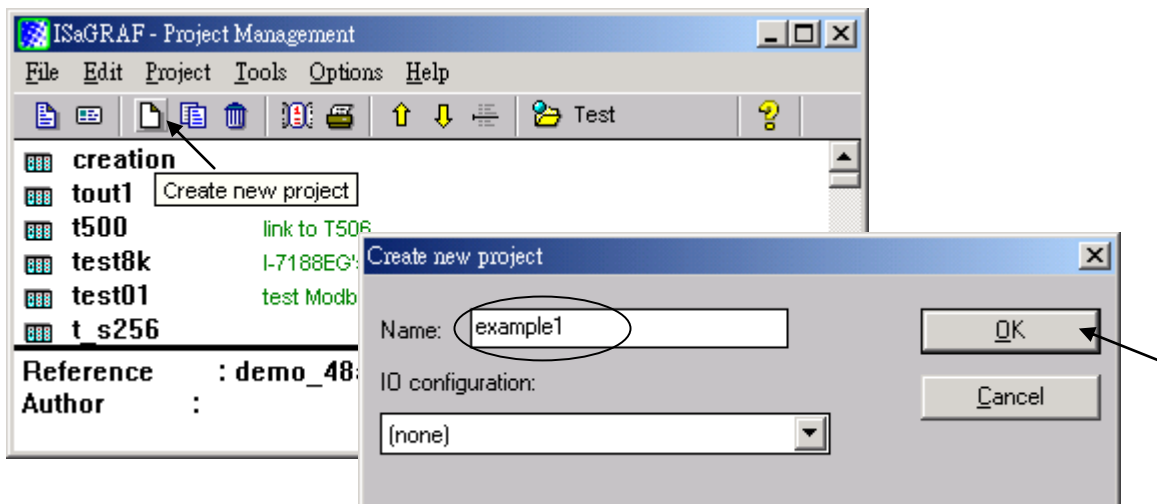 ISaGRAF - Project Management
File Edit Project Tools Options Help
Test
creation
tout1
Create new project
t500 link to T506
test8k I-7188EG's
test01 test Modb
t_s256
Reference : demo_48
Author :
Create new project
Name: example1
OK
IO configuration:
Cancel
(none)